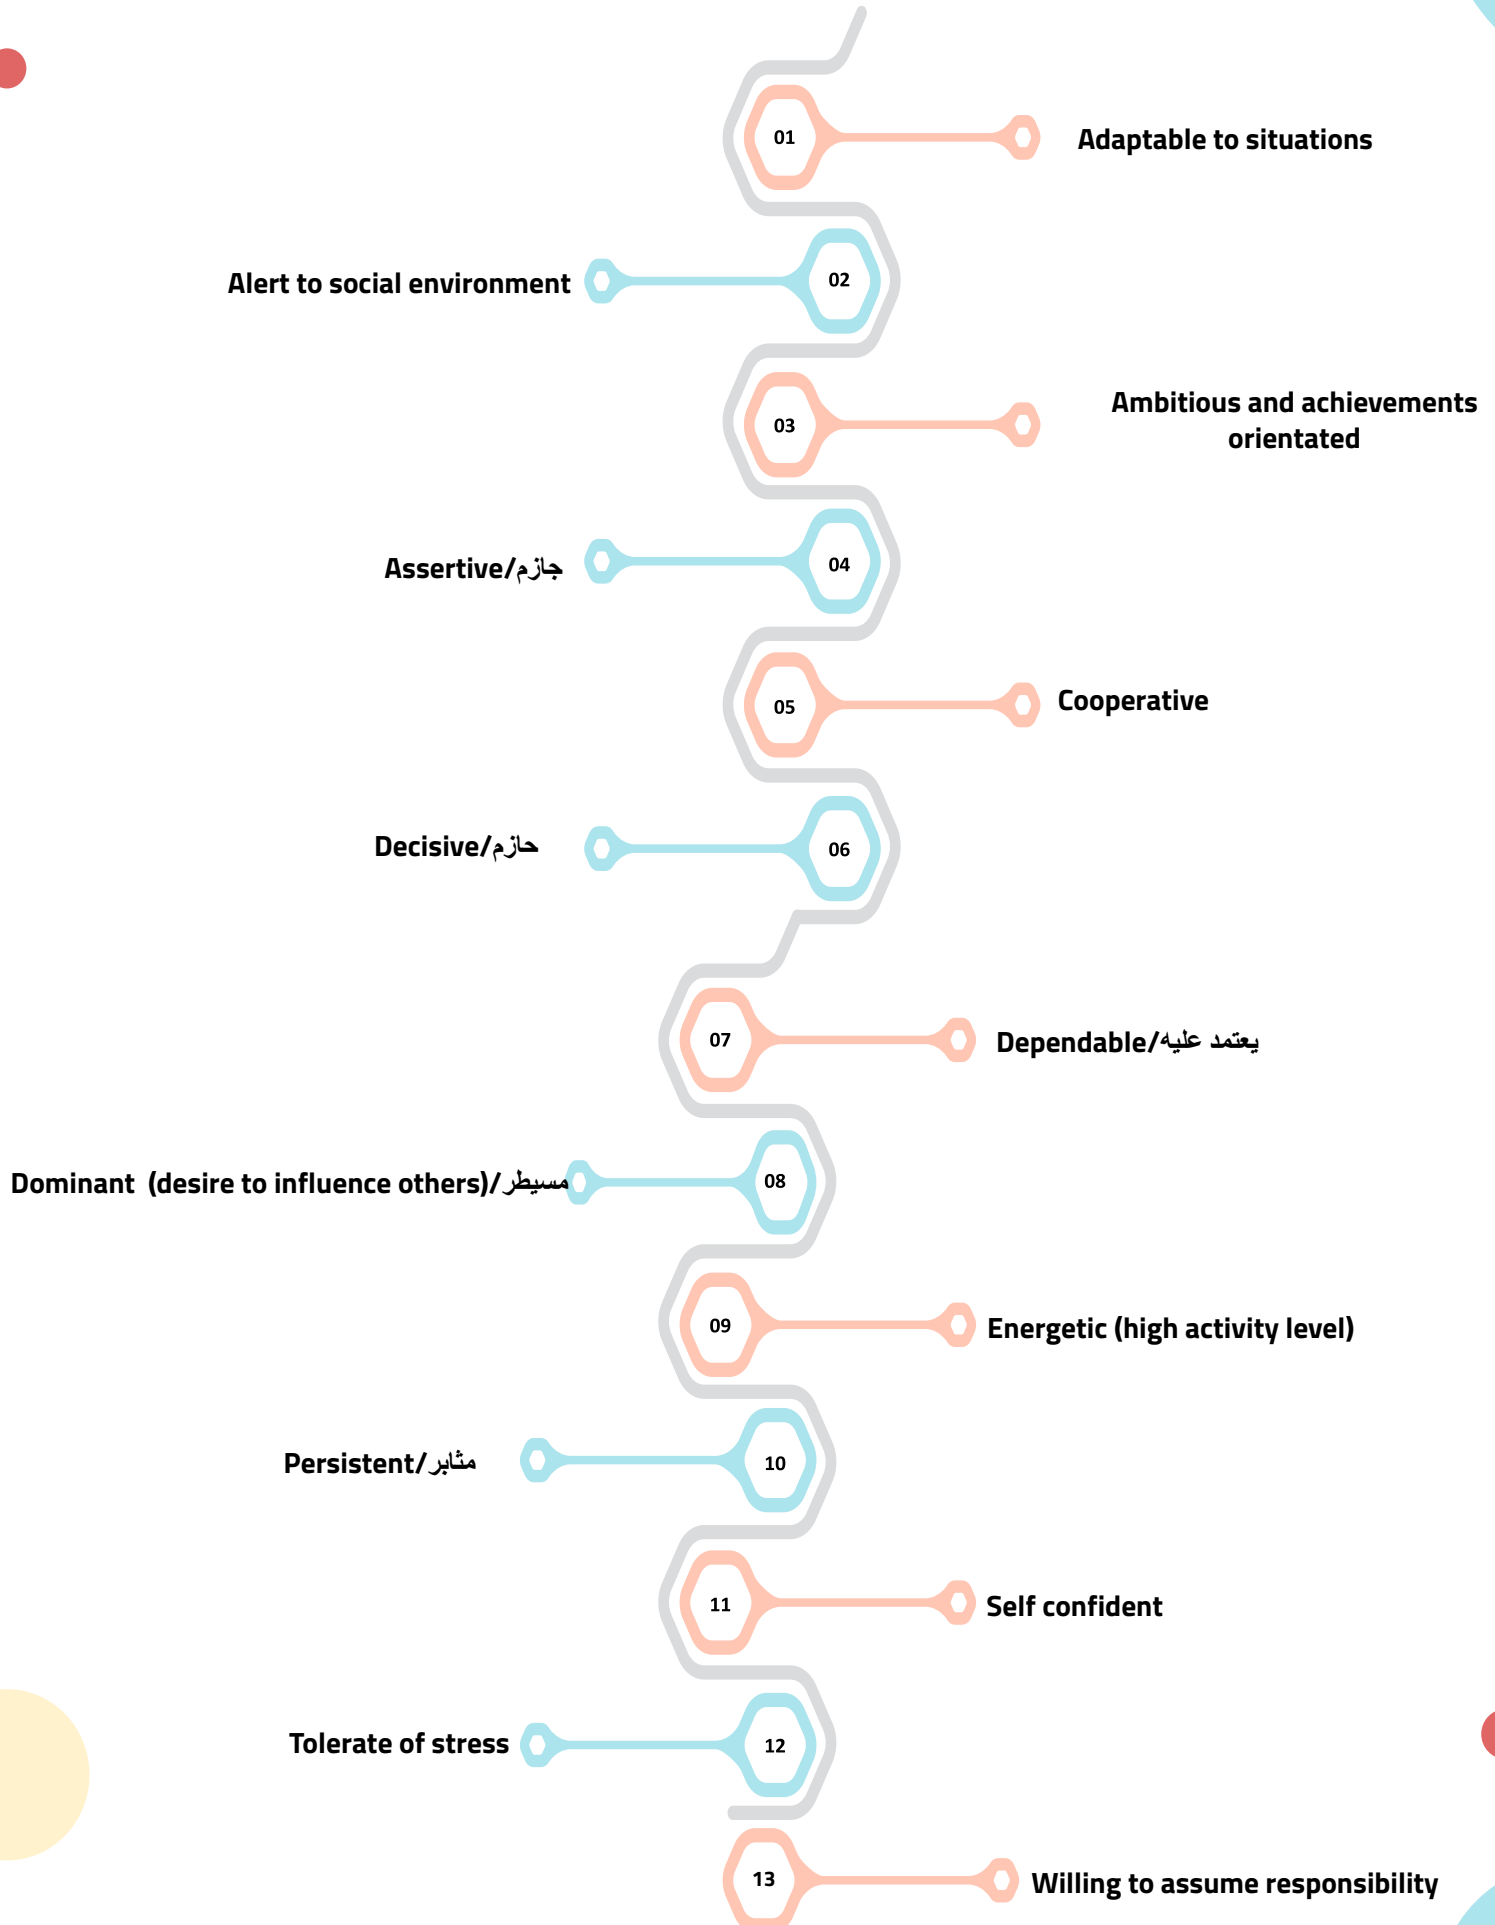 01
Adaptable to situations
Alert to social environment
02
03
Ambitious and achievements
orientated
Assertive/جازم
04
05
Cooperative
Decisive/حازم
06
07
Dependable/يعتمد عليه
Dominant  (desire to influence others)/مسيطر
08
09
Energetic (high activity level)
Persistent/مثابر
10
11
Self confident
Tolerate of stress
12
13
Willing to assume responsibility